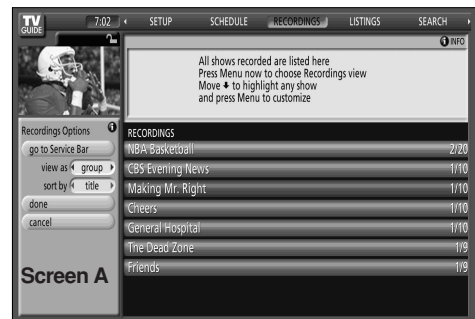 TV
GUIDE
7:02
SETUP SCHEDULE RECORDINGS LISTINGS SEARCH
INFO
All shows recorded are listed here
Press Menu now to choose Recordings view
Move to highlight any show
and press Menu to customize
Recordings Options
go to Service Bar
view as group
sort by title
done
cancel
Screen A
RECORDINGS
NBA Basketball 2/20
CBS Evening News 1/10
Making Mr. Right 1/10
Cheers 1/10
General Hospital 1/10
The Dead Zone 1/9
Friends 1/9